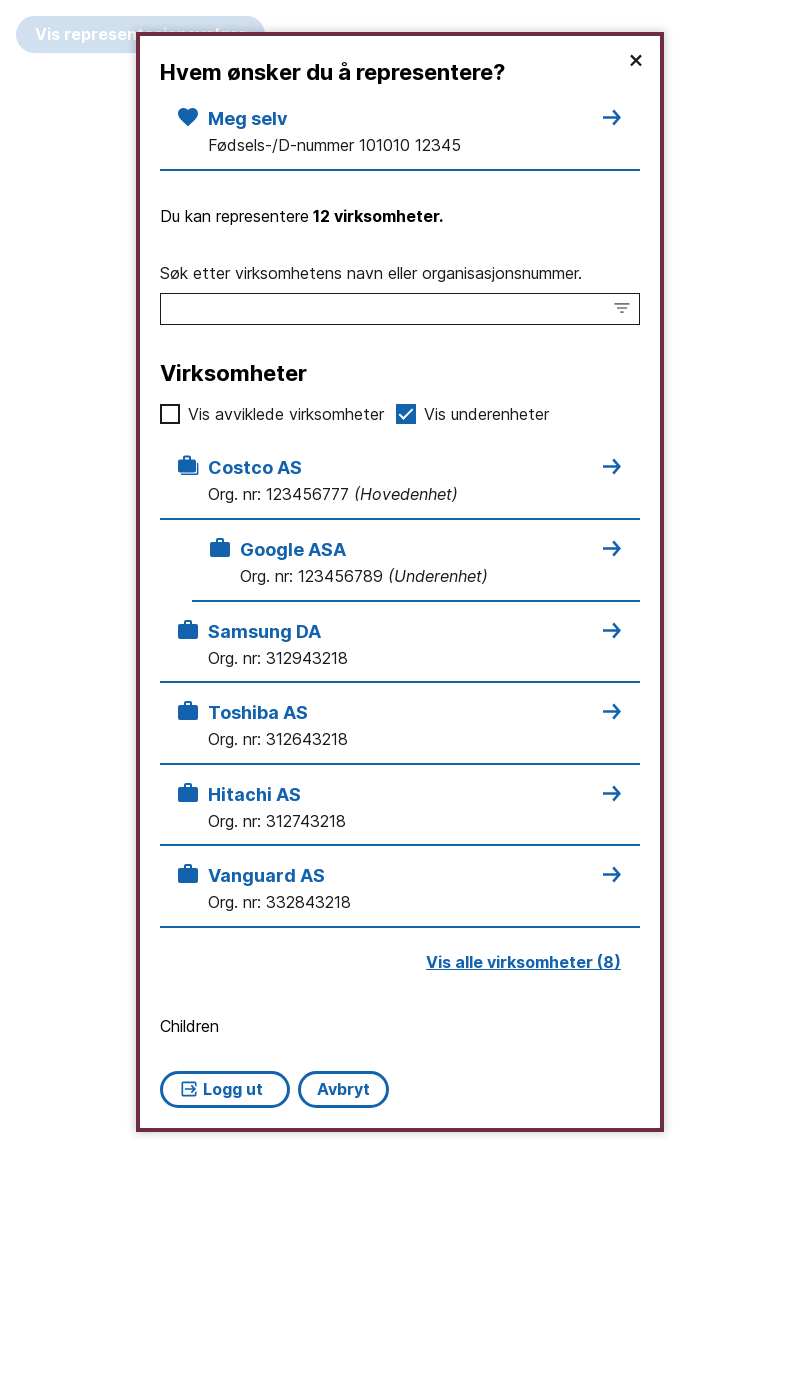 Vis
Hvem ønsker du å representere?
Meg selv
Fødsels-/D-nummer 101010 12345
Du kan representere 12 virksomheter.
Søk etter virksomhetens navn eller organisasjonsnummer.
Virksomheter
Vis avviklede virksomheter Vis underenheter
Costco AS
Org. nr: 123456777 (Hovedenhet)
Google ASA
Org. nr: 123456789 (Underenhet)
Samsung DA
Org. nr: 312943218
Toshiba AS
Org. nr: 312643218
Hitachi AS
Org. nr: 312743218
Vanguard AS
Org. nr: 332843218
Vis alle virksomheter (8)
Children
Logg ut Avbryt